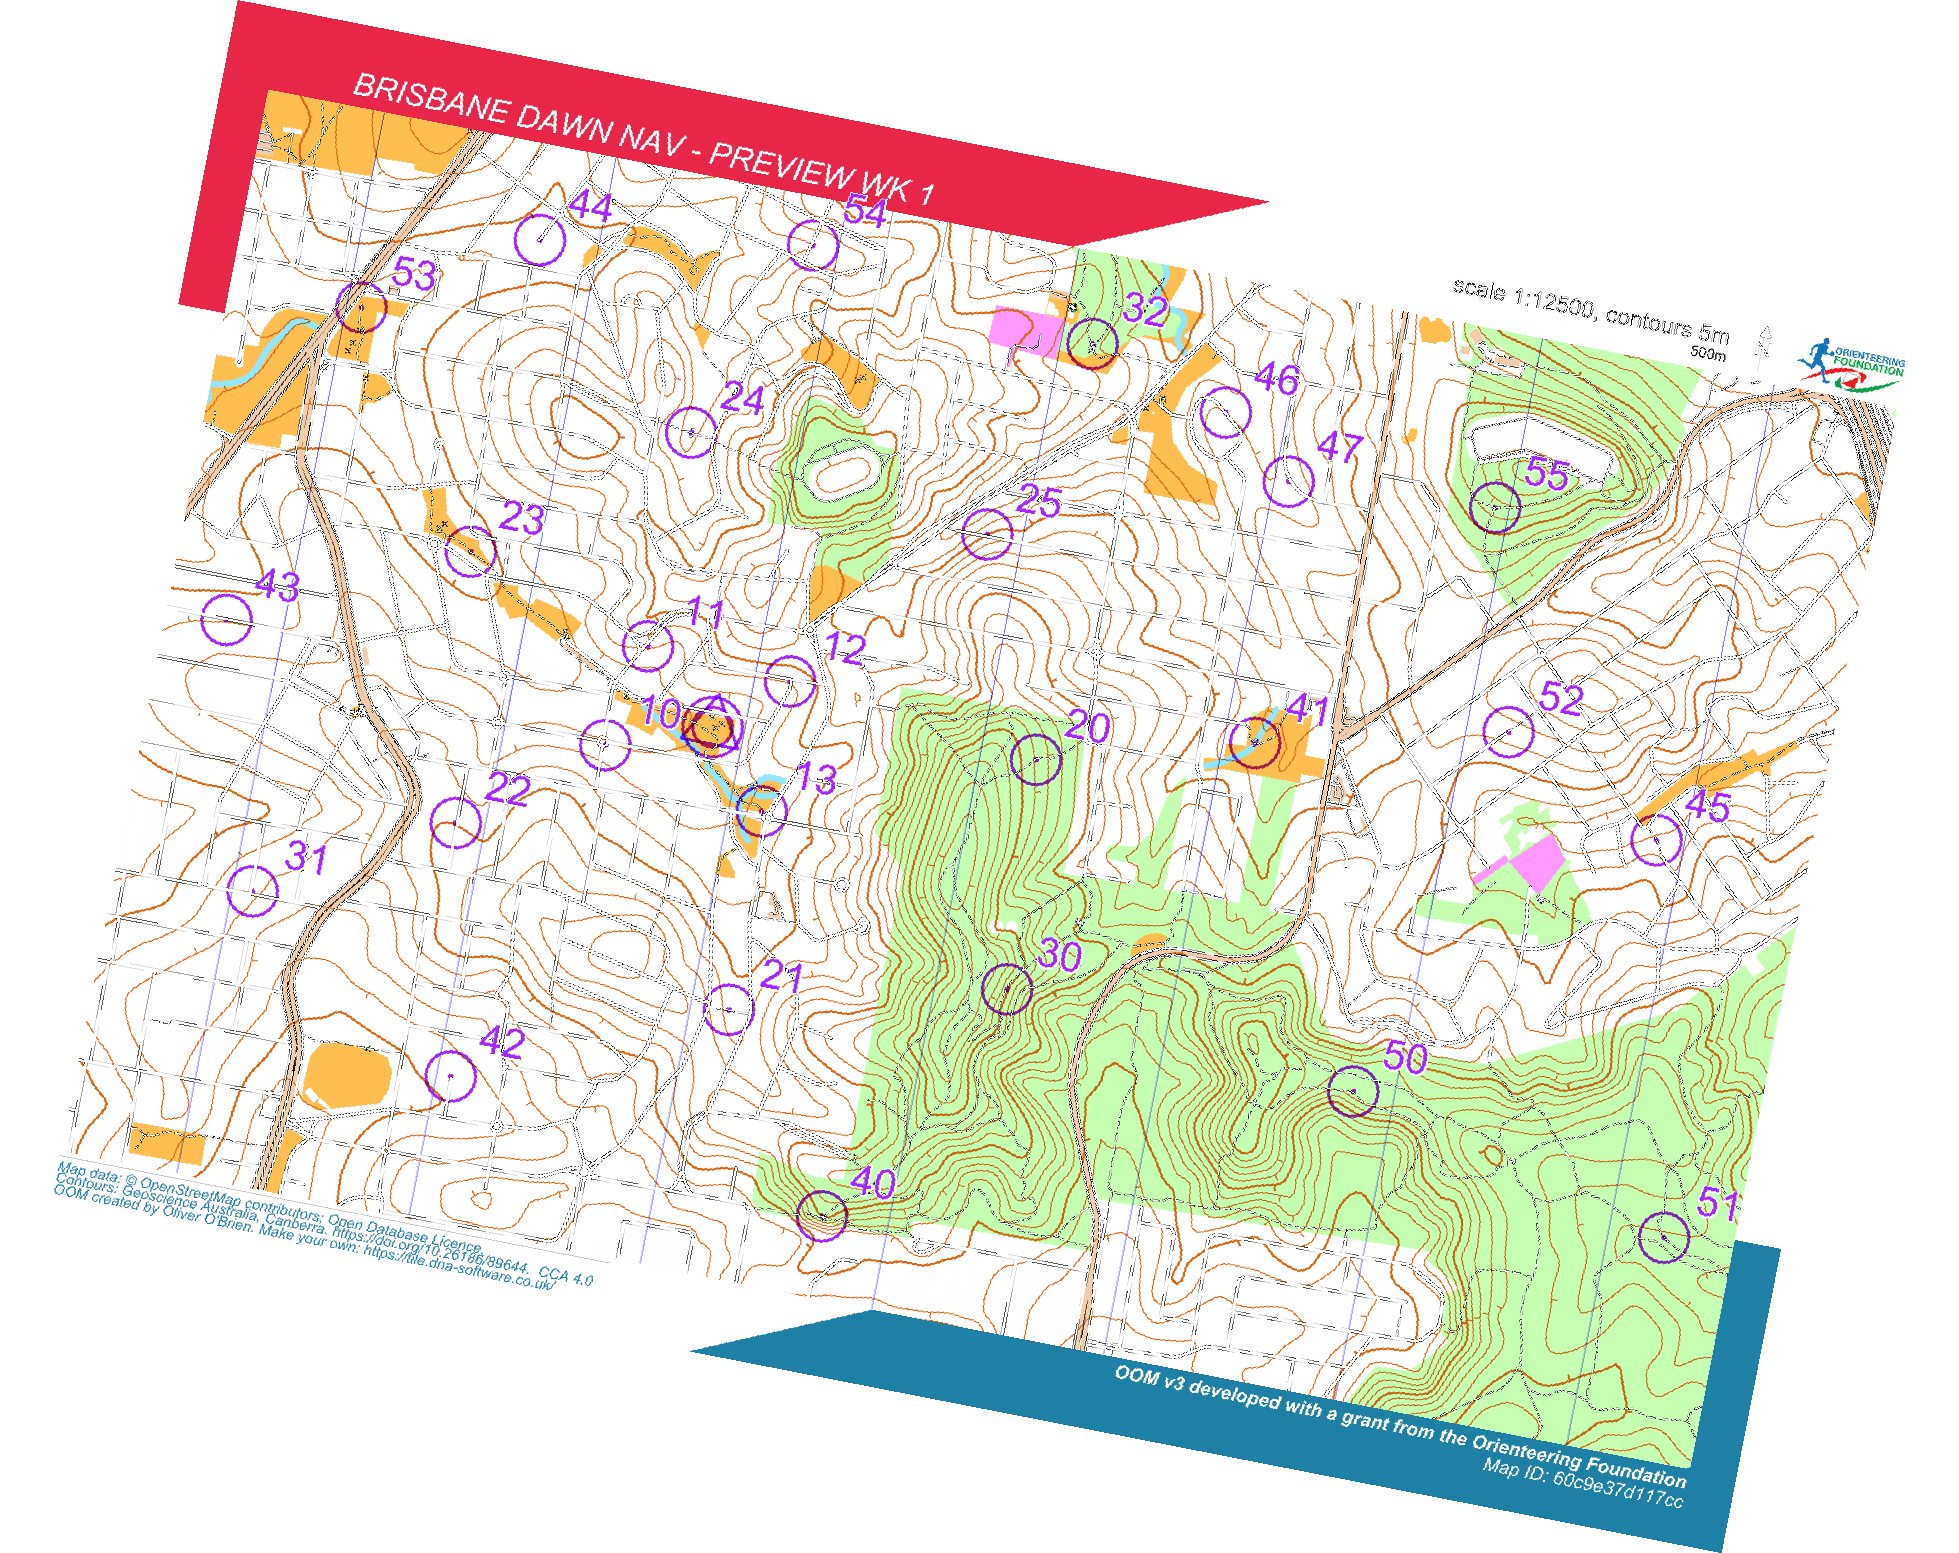 BRISBANE DAWN NAV - PREVIEW WK 1
scale 1:12500, contours 5m
500m
ORIENTEERING
FOUNDATION
44
54
53
32
46
24
47
55
25
23
43
11
12
52
10
41
20
13
45
22
31
30
21
42
50
40
51
Map data: © OpenStreetMap contributors, Open Database Licence.
Contours: Geoscience Australia, Canberra. https://doi.org/10.26186/89644. CCA 4.0
OOM created by Oliver O'Brien. Make your own: https://tile.dna-software.co.uk/
OOM v3 developed with a grant from the Orienteering Foundation
Map ID: 60c9e37d117cc